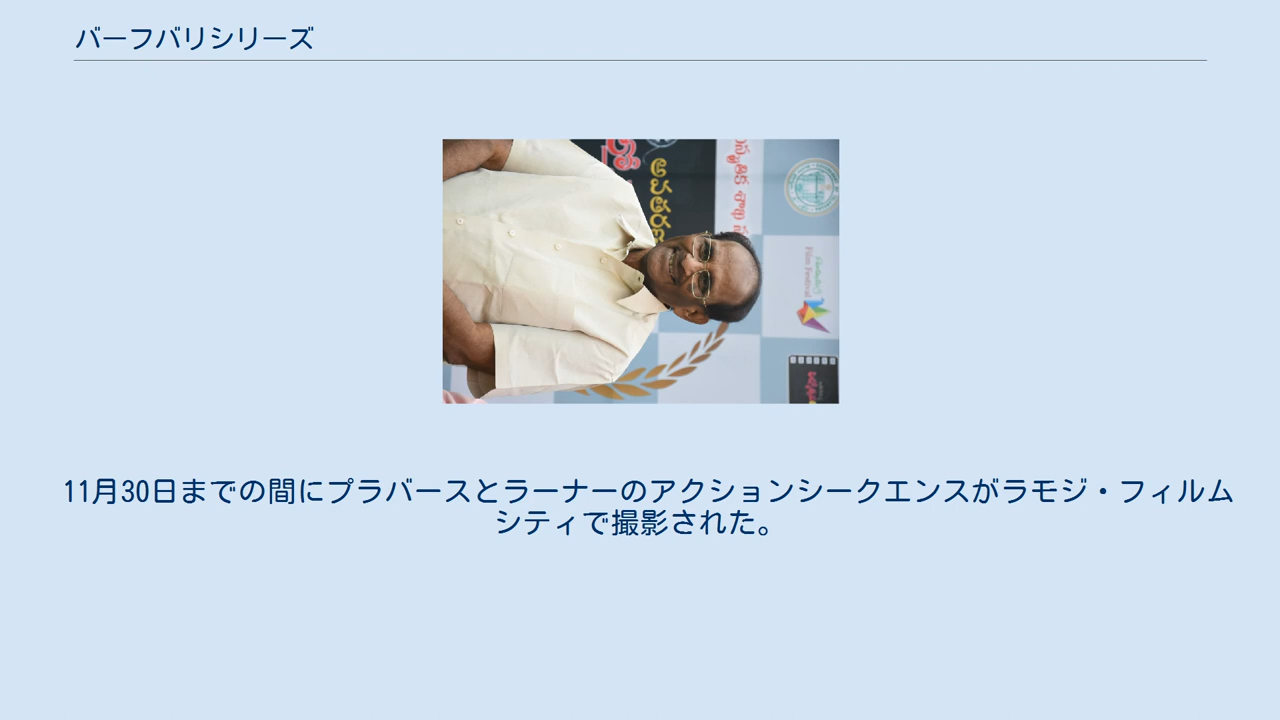 バーフバリシリーズ
Film Festival
11月30日までの間にプラバースとラーナーのアクションシークエンスがラモジ・フィルム
シティで撮影された。